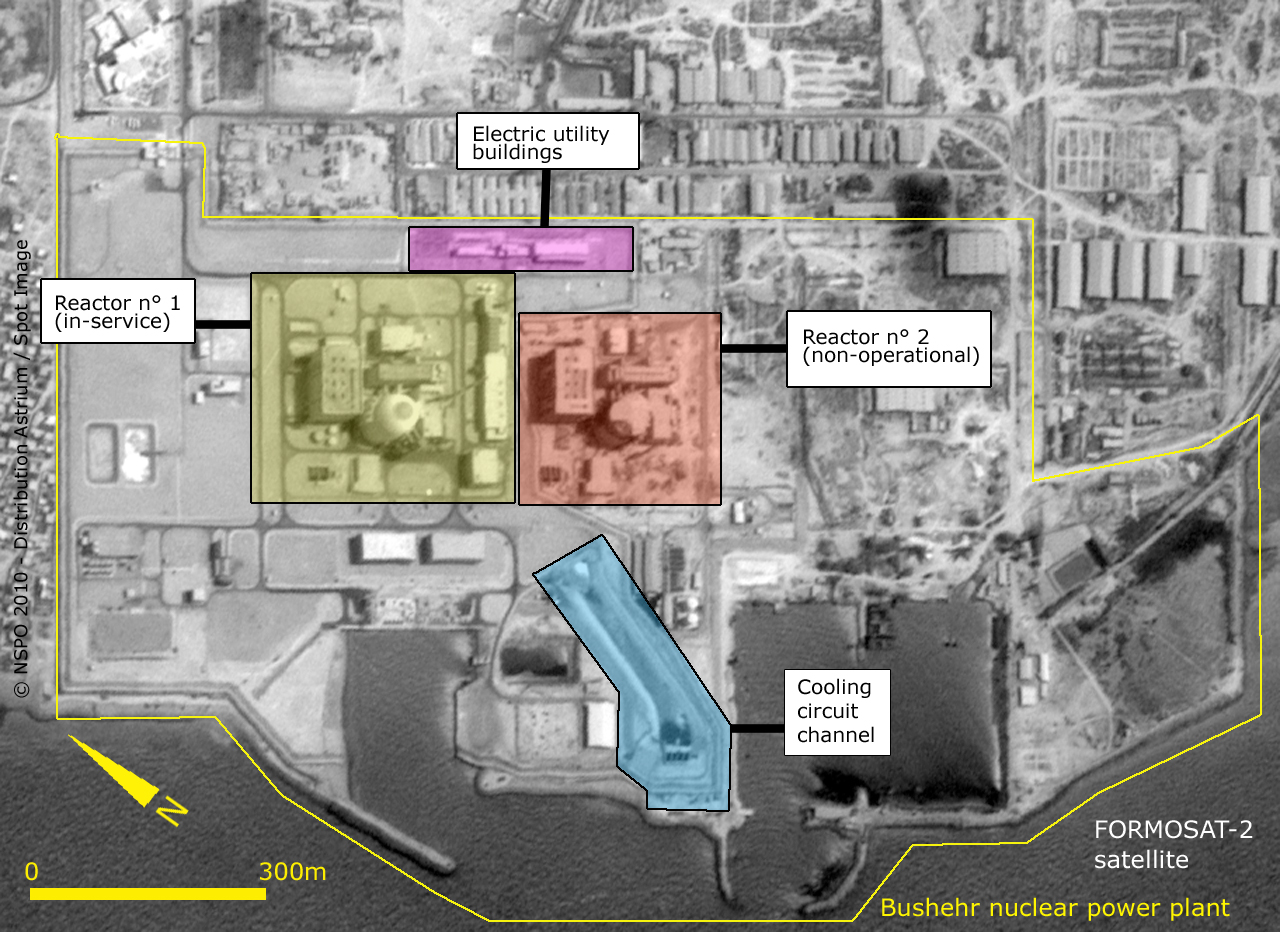 Electric utility
buildings
Reactor n° 1
(in-service)
Reactor n° 2
(non-operational)
Cooling
circuit
channel
© NSPO 2010 - Distribution Astrium / Spot Image
N
0 300m
FORMOSAT-2
satellite
Bushehr nuclear power plant